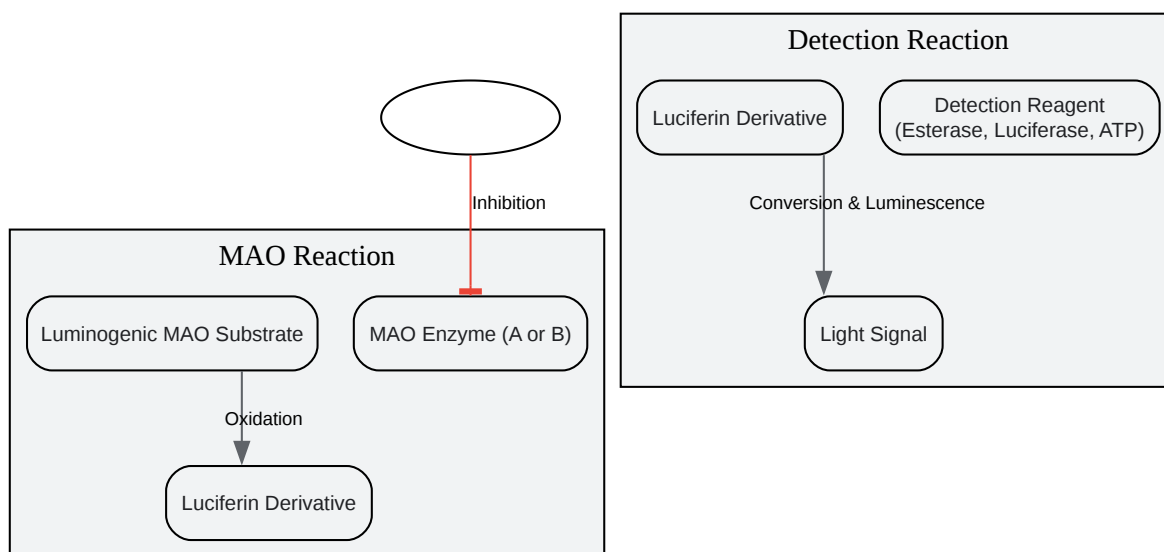 Inhibition
MAO Reaction
Luminogenic MAO Substrate
MAO Enzyme (A or B)
Oxidation
Luciferin Derivative
Detection Reaction
Luciferin Derivative
Detection Reagent
(Esterase, Luciferase, ATP)
Conversion & Luminescence
Light Signal